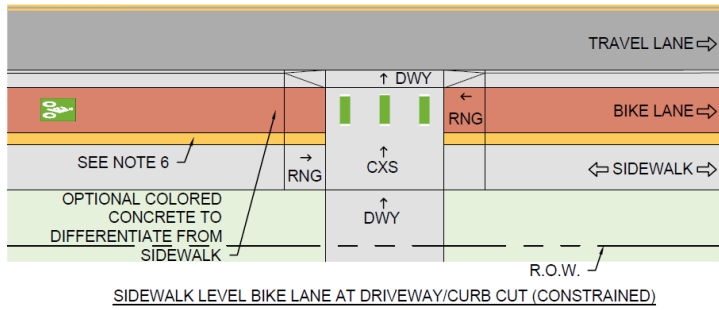 TRAVEL LANE
DWY
BIKE LANE
RNG
SEE NOTE 6
RNG
CXS
SIDEWALK
OPTIONAL COLORED
CONCRETE TO
DIFFERENTIATE FROM
SIDEWALK
DWY
R.O.W.
SIDEWALK LEVEL BIKE LANE AT DRIVEWAY/CURB CUT (CONSTRAINED)